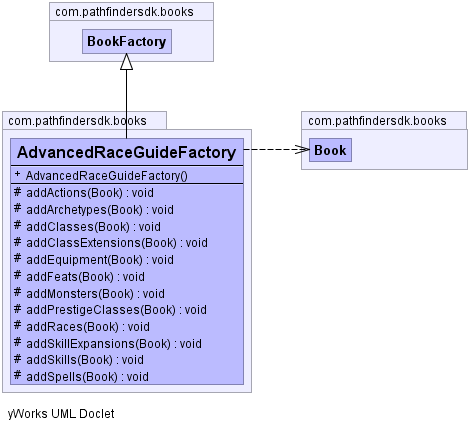 com.pathfindersdk.books
BookFactory
com.pathfindersdk.books
com.pathfindersdk.books
AdvancedRaceGuideFactory
Book
+ AdvancedRaceGuideFactory()
# addActions(Book) : void
# addArchetypes(Book) : void
# addClasses(Book) : void
# addClassExtensions(Book) : void
# addEquipment(Book) : void
# addFeats(Book) : void
# addMonsters(Book) : void
# addPrestigeClasses(Book) : void
# addRaces(Book) : void
# addSkillExpansions(Book) : void
# addSkills(Book) : void
# addSpells(Book) : void
yWorks UML Doclet